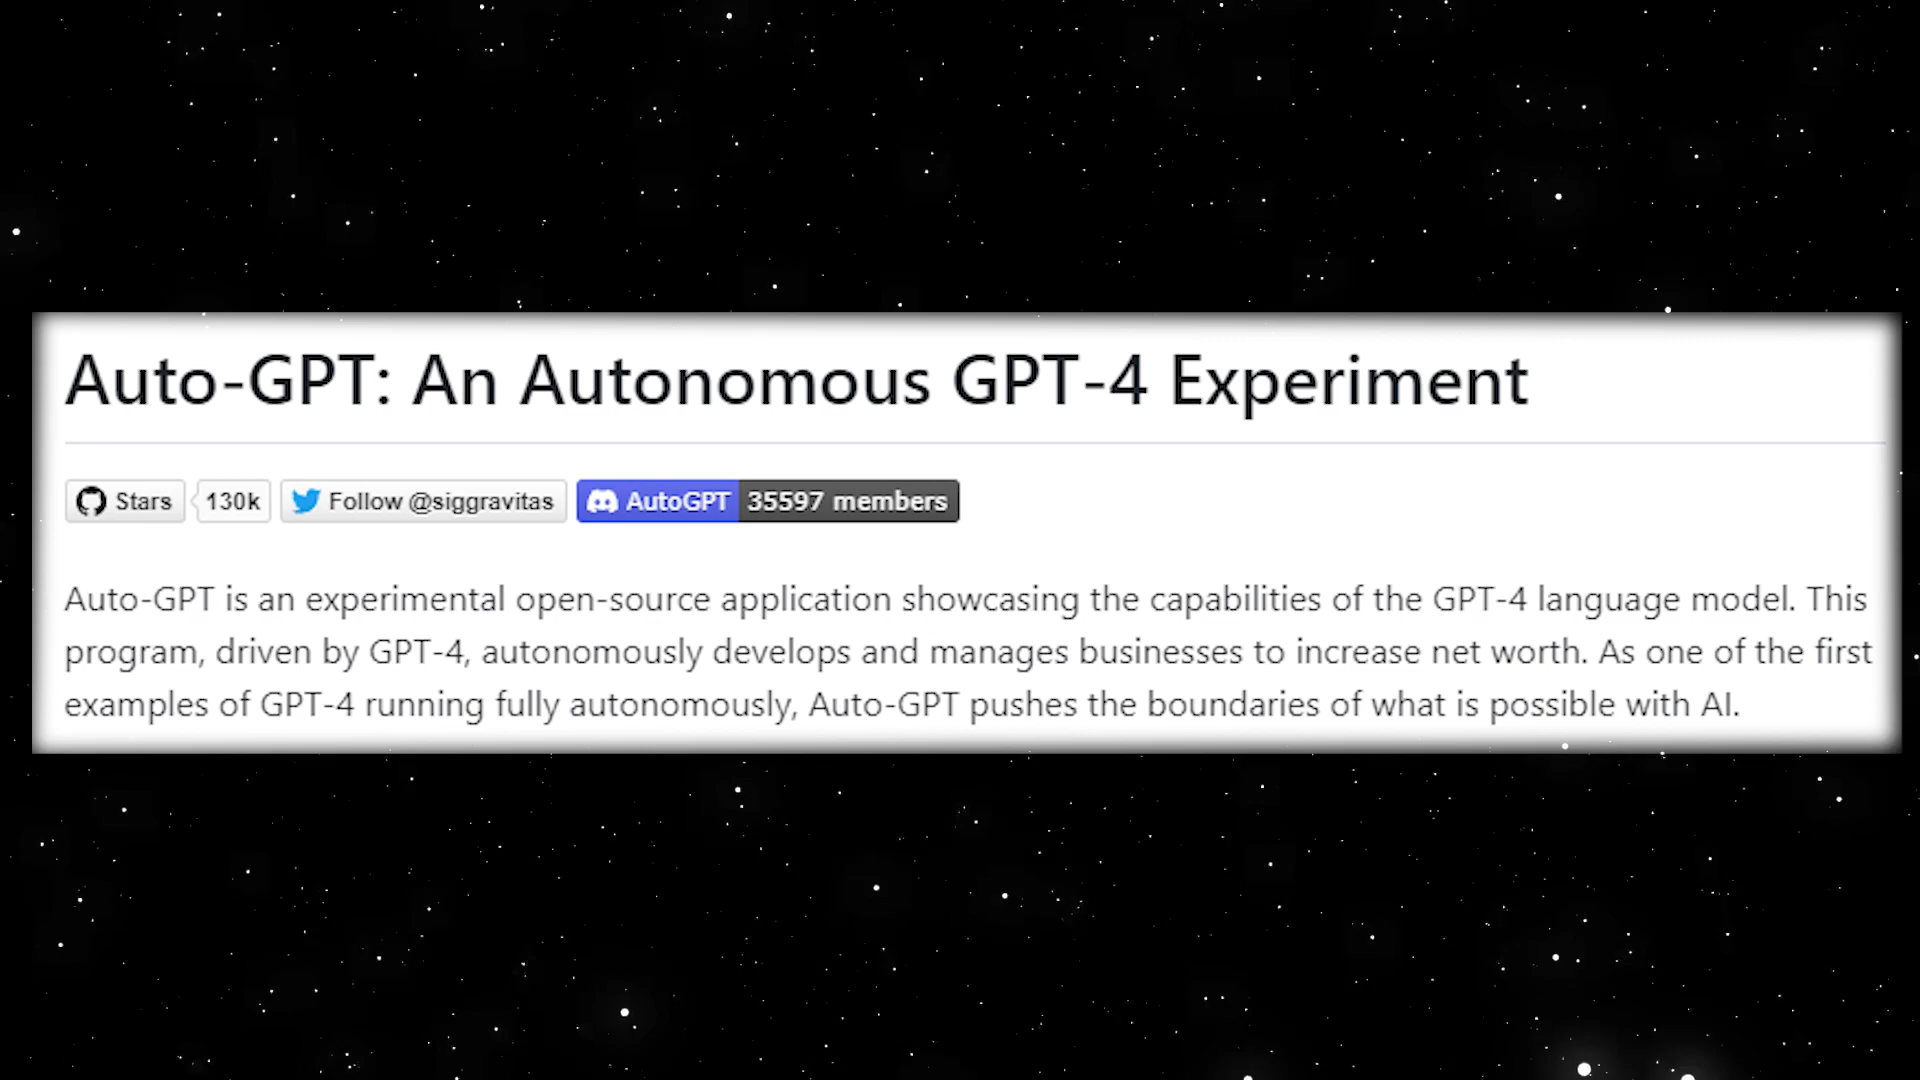 Auto-GPT: An Autonomous GPT-4 Experiment
Stars 130k Follow @siggravitas AutoGPT 35597 members
Auto-GPT is an experimental open-source application showcasing the capabilities of the GPT-4 language model. This
program, driven by GPT-4, autonomously develops and manages businesses to increase net worth. As one of the first
examples of GPT-4 running fully autonomously, Auto-GPT pushes the boundaries of what is possible with AI.